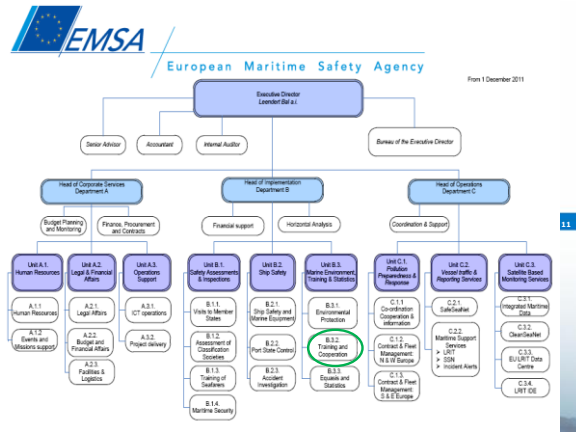 EMSA
European Maritime Safety Agency
From 1 December 2011
Executive Director
Leendert Bal a.i.
Senior Advisor
Accountant
Internal Auditor
Bureau of the Executive Director
Head of Corporate Services
Department A
Head of Implementation
Department B
Head of Operations
Department C
Budget Planning
and Monitoring
Finance, Procurement
and Contracts
Financial support
Horizontal Analysis
Coordination & Support
11
Unit A.1.
Human Resources
Unit A.2.
Legal & Financial
Affairs
Unit A.3.
Operations
Support
Unit B.1.
Safety Assessments
& Inspections
Unit B.2.
Ship Safety
Unit B.3.
Marine Environment,
Training & Statistics
Unit C.1.
Pollution
Preparedness &
Response
Unit C.2.
Vessel traffic &
Reporting Services
Unit C.3.
Satellite Based
Monitoring Services
A.1.1
Human Resources
A.1.2
Events and
Missions support
A.2.1.
Legal Affairs
A.2.2.
Budget and
Financial Affairs
A.2.3.
Facilities &
Logistics
A.3.1.
ICT operations
A.3.2.
Project delivery
B.1.1.
Visits to Member
States
B.1.2.
Assessment of
Classification
Societies
B.1.3.
Training of
Seafarers
B.1.4.
Maritime Security
B.2.1.
Ship Safety and
Marine Equipment
B.2.2.
Port State Control
B.2.3.
Accident
Investigation
B.3.1.
Environmental
Protection
B.3.2.
Training and
Cooperation
B.3.3.
Equasis and
Statistics
C.1.1
Co-ordination
Cooperation &
information
C.1.2.
Contract & Fleet
Management:
N & W Europe
C.1.3.
Contract & Fleet
Management:
S & E Europe
C.2.1.
SafeSeaNet
C.2.2.
Maritime Support
Services
➢ LRIT
➢ SSN
➢ Incident Alerts
C.3.1.
Integrated Maritime
Data
C.3.2.
CleanSeaNet
C.3.3.
EU LRIT Data
Centre
C.3.4.
LRIT IDE